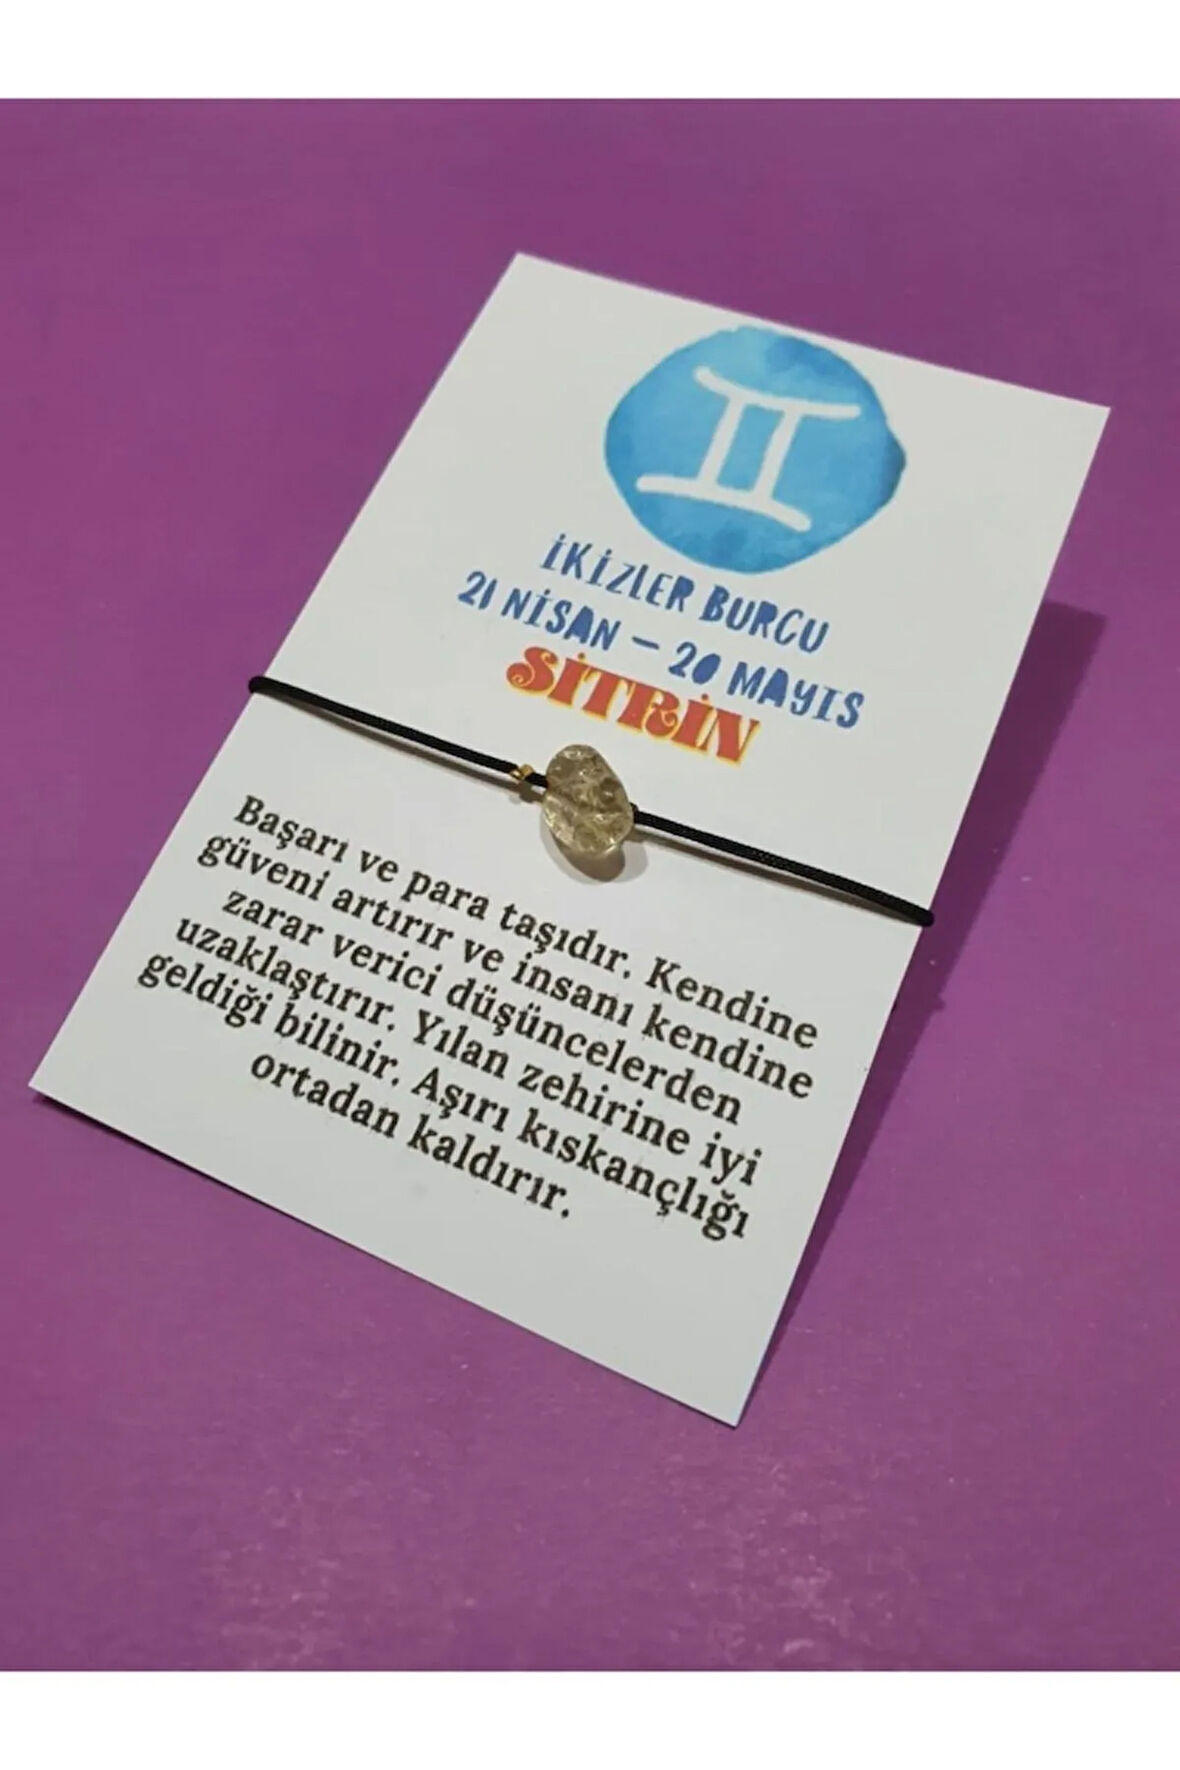 İKİZLER BURCU
21 NİSAN – 20 MAYIS
SİTRİN
Başarı ve para taşıdır. Kendine
güveni artırır ve insanı kendine
zarar verici düşüncelerden
uzaklaştırır. Yılan zehirine iyi
geldiği bilinir. Aşırı kıskançlığı
ortadan kaldırır.